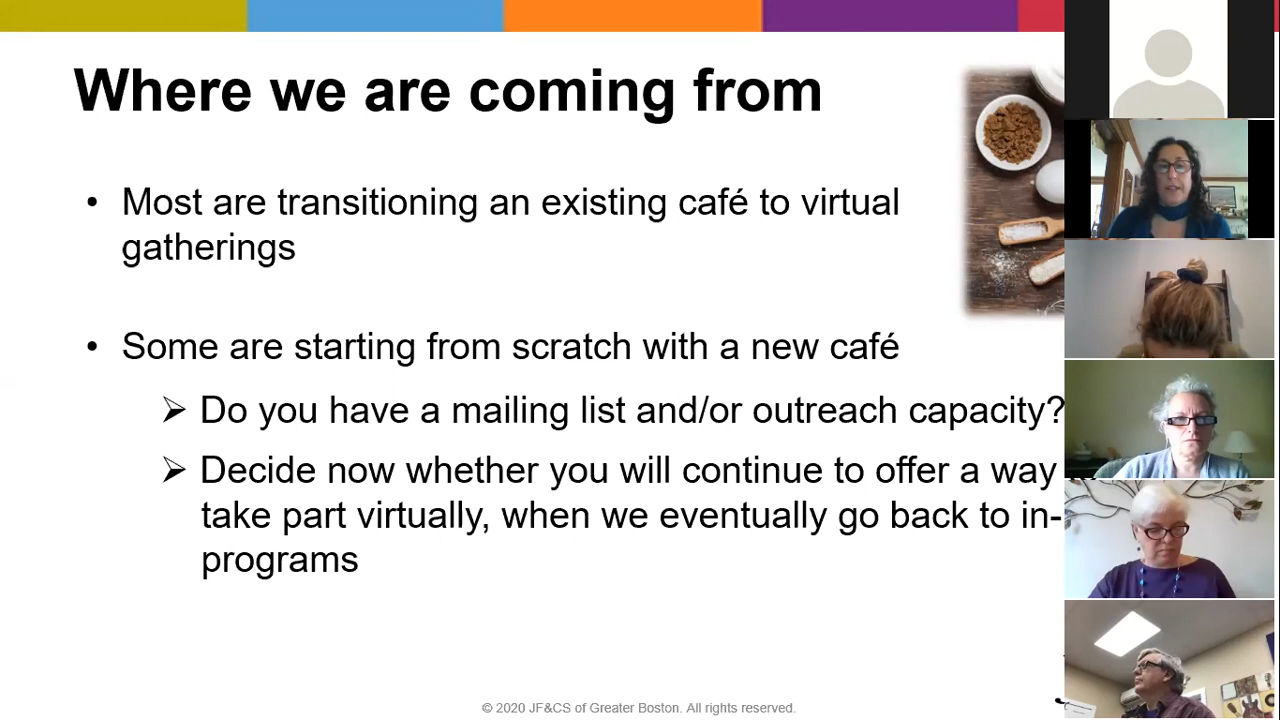 Where we are coming from
• Most are transitioning an existing café to virtual
gatherings
• Some are starting from scratch with a new café
➢ Do you have a mailing list and/or outreach capacity?
➢ Decide now whether you will continue to offer a way
take part virtually, when we eventually go back to in-
programs
© 2020 JF&CS of Greater Boston. All rights reserved.